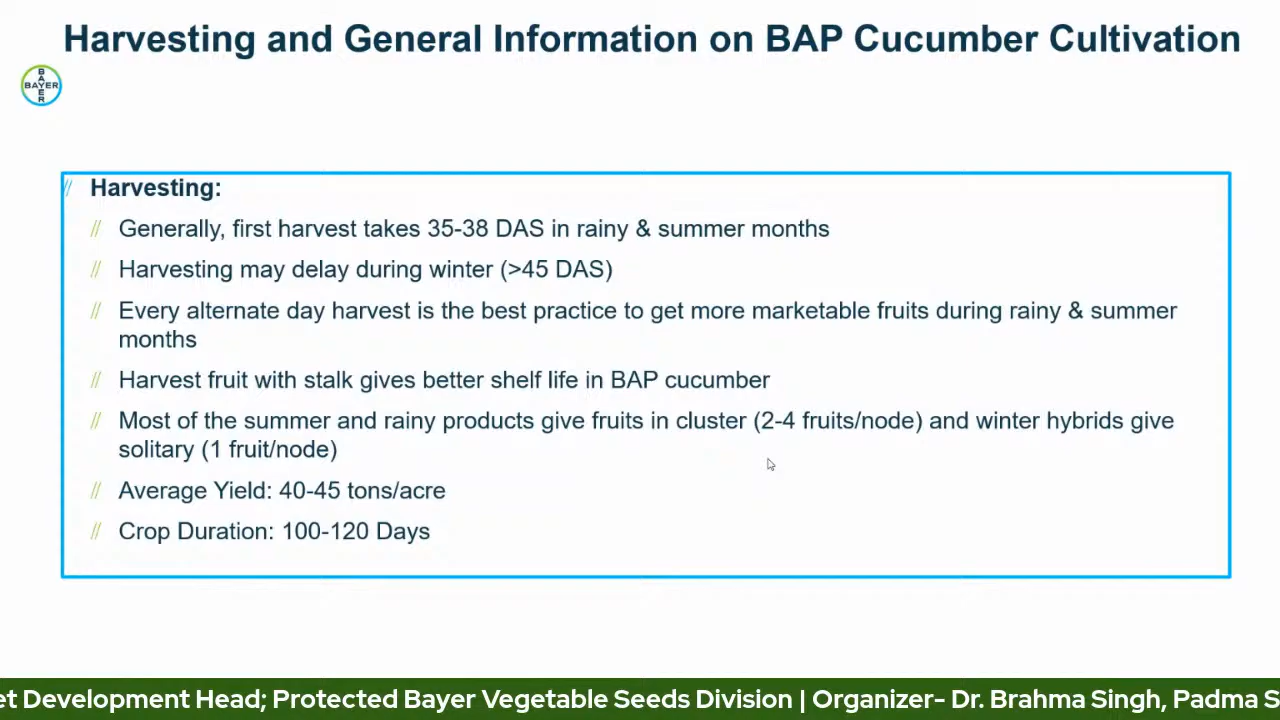 Harvesting and General Information on BAP Cucumber Cultivation
BAYER
BAYER
// Harvesting:
// Generally, first harvest takes 35-38 DAS in rainy & summer months
// Harvesting may delay during winter (>45 DAS)
// Every alternate day harvest is the best practice to get more marketable fruits during rainy & summer
months
// Harvest fruit with stalk gives better shelf life in BAP cucumber
// Most of the summer and rainy products give fruits in cluster (2-4 fruits/node) and winter hybrids give
solitary (1 fruit/node)
// Average Yield: 40-45 tons/acre
// Crop Duration: 100-120 Days
et Development Head; Protected Bayer Vegetable Seeds Division | Organizer- Dr. Brahma Singh, Padma S